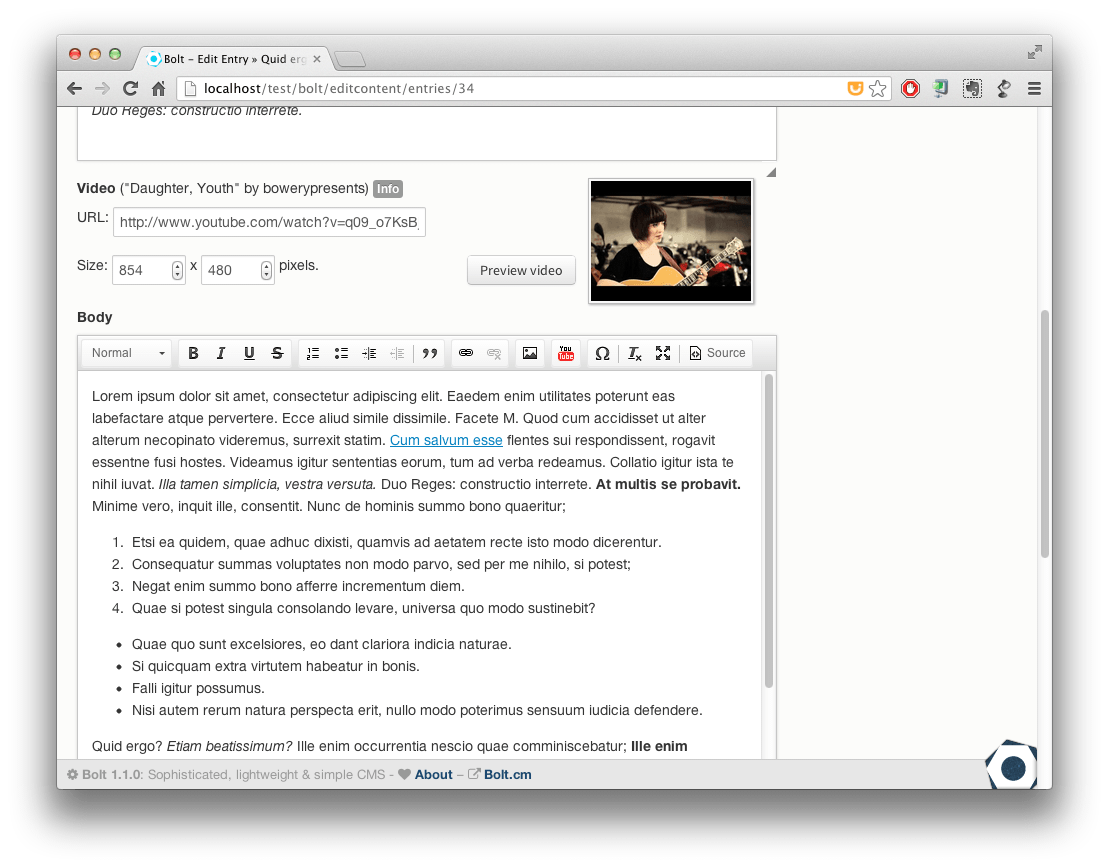 Bolt – Edit Entry » Quid erg
localhost/test/bolt/editcontent/entries/34
Duo Reges: constructio interrete.
Video ("Daughter, Youth" by bowerypresents) Info
URL: http://www.youtube.com/watch?v=q09_o7KsB_
Size: 854 x 480 pixels. Preview video
Body
Normal B I U S You Tube Ω Tx Source
Lorem ipsum dolor sit amet, consectetur adipiscing elit. Eaedem enim utilitates poterunt eas
labefactare atque pervertere. Ecce aliud simile dissimile. Facete M. Quod cum accidisset ut alter
alterum necopinato videremus, surrexit statim. Cum salvum esse flentes sui respondissent, rogavit
essentne fusi hostes. Videamus igitur sententias eorum, tum ad verba redeamus. Collatio igitur ista te
nihil iuvat. Illa tamen simplicia, vestra versuta. Duo Reges: constructio interrete. At multis se probavit.
Minime vero, inquit ille, consentit. Nunc de hominis summo bono quaeritur;
1. Etsi ea quidem, quae adhuc dixisti, quamvis ad aetatem recte isto modo dicerentur.
2. Consequatur summas voluptates non modo parvo, sed per me nihilo, si potest;
3. Negat enim summo bono afferre incrementum diem.
4. Quae si potest singula consolando levare, universa quo modo sustinebit?
• Quae quo sunt excelsiores, eo dant clariora indicia naturae.
• Si quicquam extra virtutem habeatur in bonis.
• Falli igitur possumus.
• Nisi autem rerum natura perspecta erit, nullo modo poterimus sensuum iudicia defendere.
Quid ergo? Etiam beatissimum? Ille enim occurrentia nescio quae comminiscebatur; Ille enim
Bolt 1.1.0: Sophisticated, lightweight & simple CMS - About – Bolt.cm